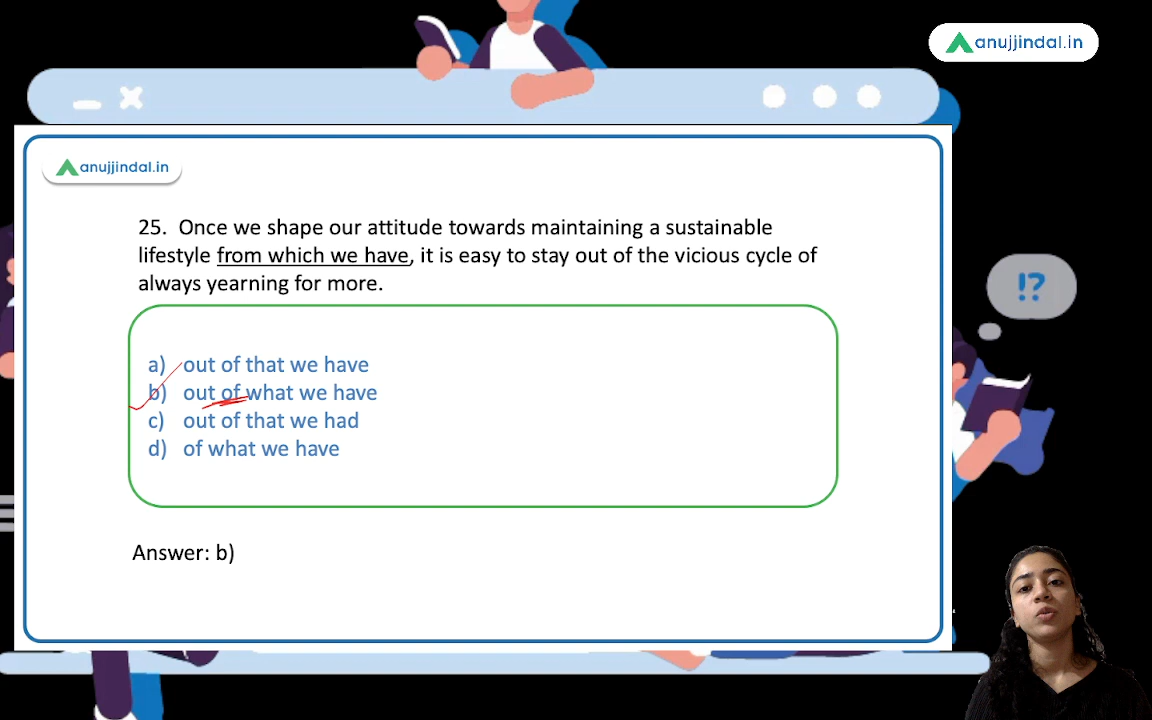 anujjindal.in
anujjindal.in
25. Once we shape our attitude towards maintaining a sustainable
lifestyle from which we have, it is easy to stay out of the vicious cycle of
always yearning for more.
a) out of that we have
b) out of what we have
c) out of that we had
d) of what we have
Answer: b)
!?